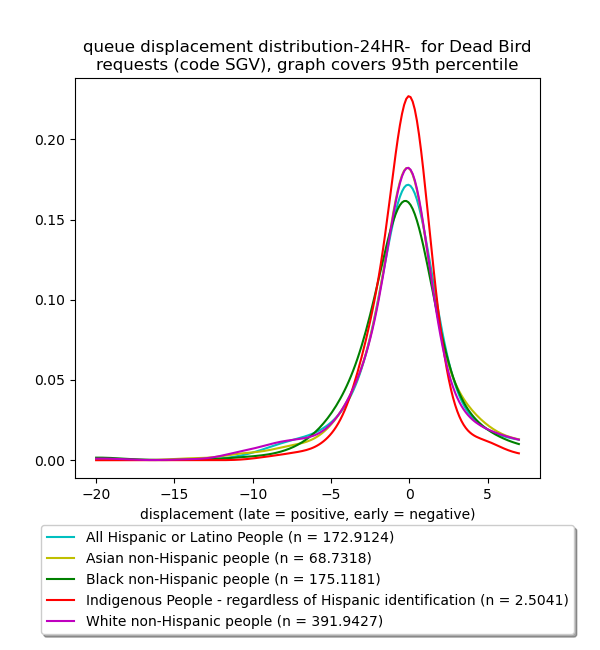 queue displacement distribution-24HR-  for Dead Bird
requests (code SGV), graph covers 95th percentile
0.20
0.15
0.10
0.05
0.00
−20 −15 −10 −5 0 5
displacement (late = positive, early = negative)
All Hispanic or Latino People (n = 172.9124)
Asian non-Hispanic people (n = 68.7318)
Black non-Hispanic people (n = 175.1181)
Indigenous People - regardless of Hispanic identification (n = 2.5041)
White non-Hispanic people (n = 391.9427)